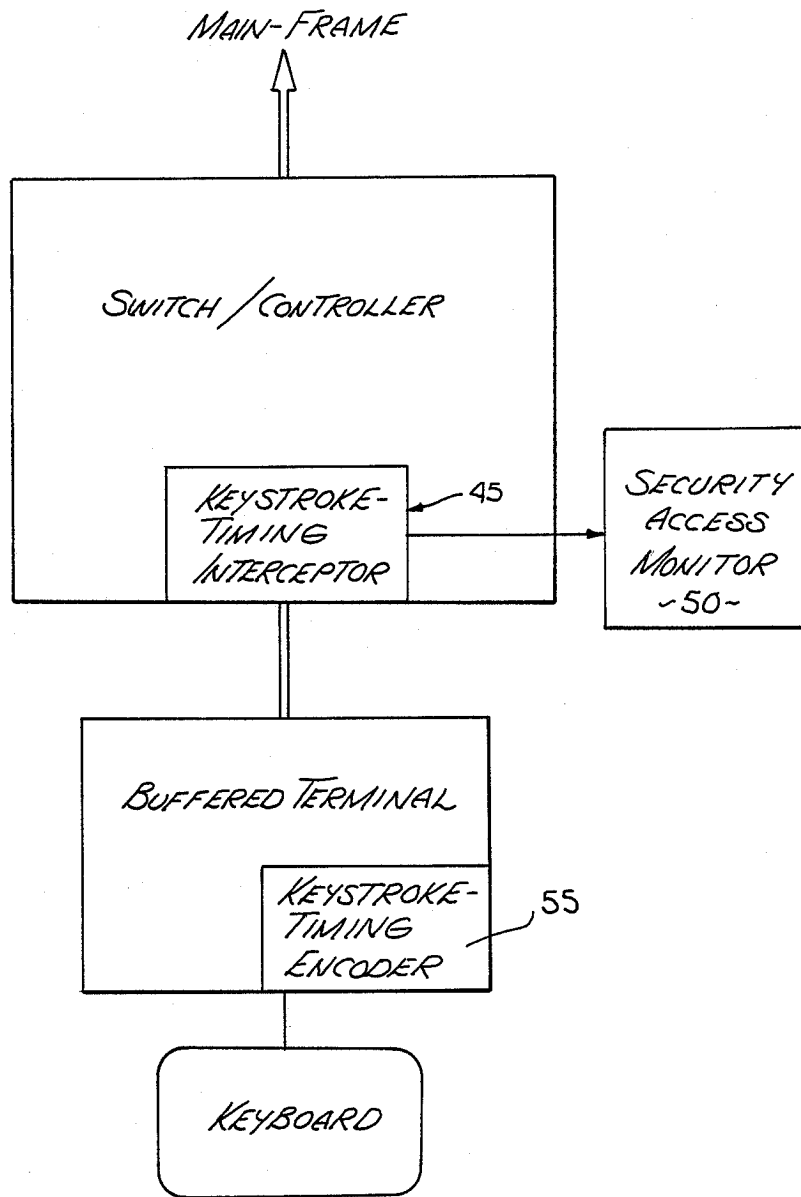 MAIN-FRAME
SWITCH/CONTROLLER
KEYSTROKE-
TIMING
INTERCEPTOR
45
SECURITY
ACCESS
MONITOR
~50~
BUFFERED TERMINAL
KEYSTROKE-
TIMING
ENCODER
55
KEYBOARD